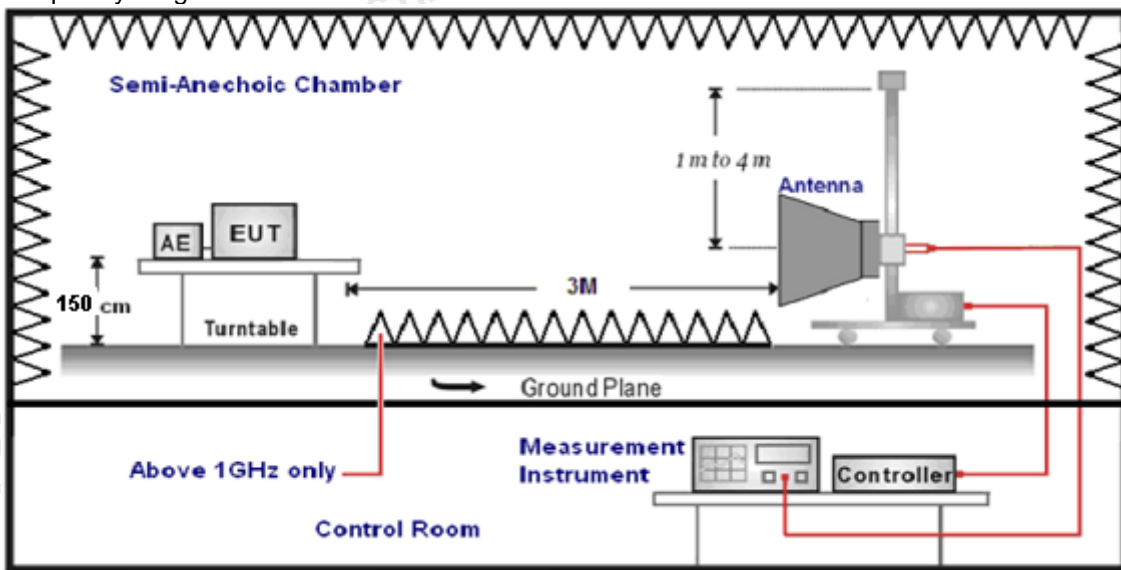 Semi-Anechoic Chamber
1 m to 4 m
Antenna
AE
EUT
150 cm
3M
Turntable
Ground Plane
Above 1GHz only
Measurement
Instrument
Controller
Control Room